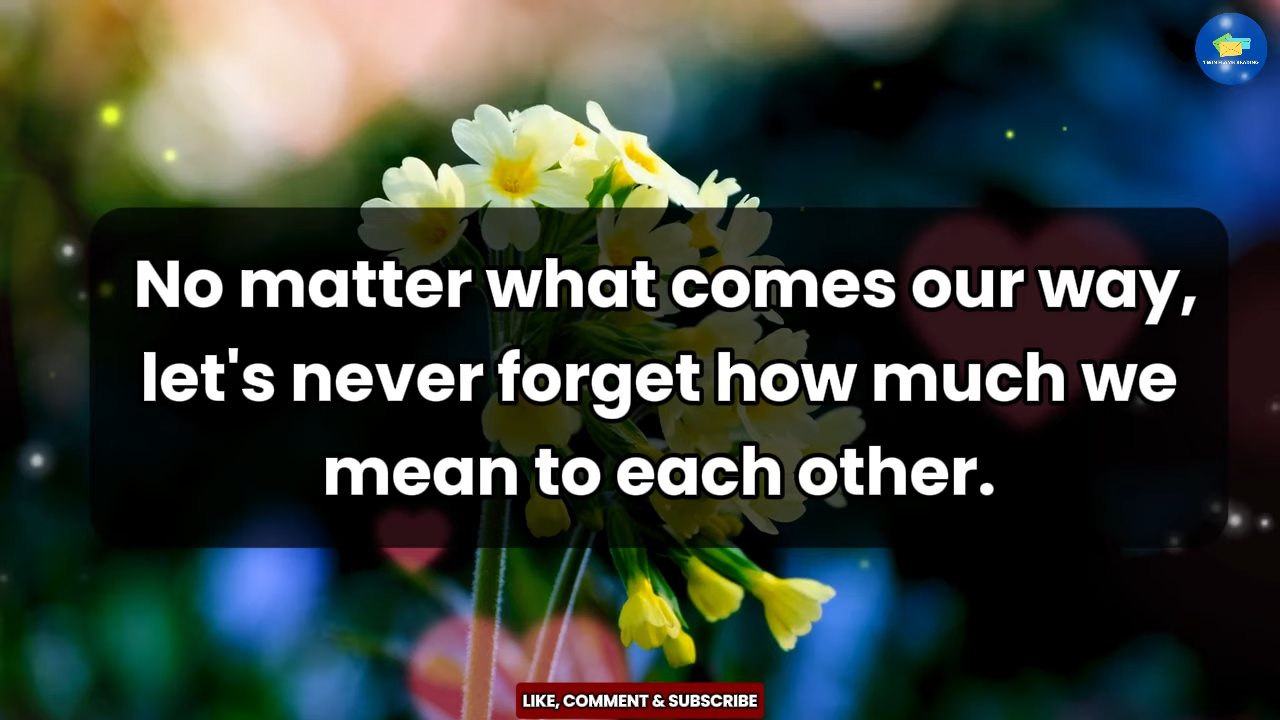 No matter what comes our way,
let's never forget how much we
mean to each other.
LIKE, COMMENT & SUBSCRIBE